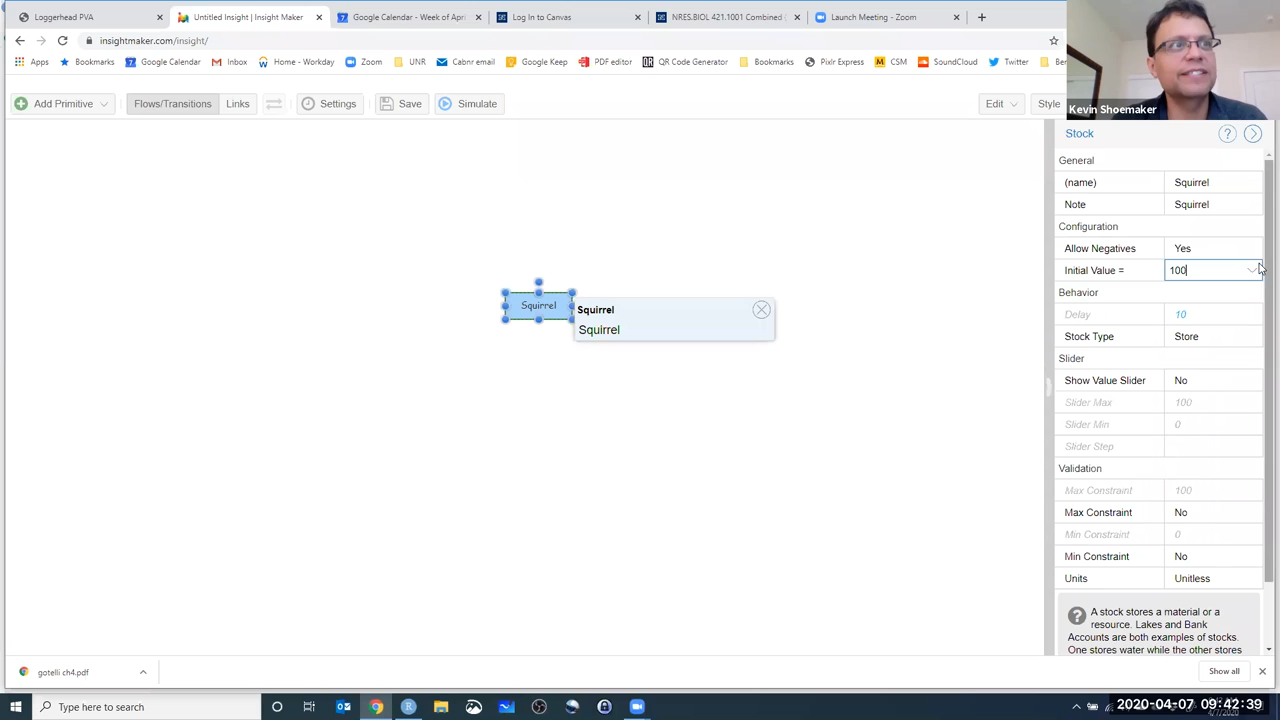 Loggerhead PVA
Untitled Insight | Insight Maker
Google Calendar - Week of Apri
Log In to Canvas
NRES.BIOL 421.1001 Combined (
Launch Meeting - Zoom
insightmaker.com/insight/
Apps
Bookmarks
Google Calendar
Inbox
Home - Workday
Zoom
UNR
Cabnr email
Google Keep
PDF editor
QR Code Generator
Bookmarks
Pixlr Express
CSM
SoundCloud
Twitter
Kevin Shoemaker
Add Primitive
Flows/Transitions
Links
Settings
Save
Simulate
Edit
Style
Stock
General
(name) Squirrel
Note Squirrel
Configuration
Allow Negatives Yes
Initial Value = 100
Behavior
Delay 10
Stock Type Store
Slider
Show Value Slider No
Slider Max 100
Slider Min 0
Slider Step
Validation
Max Constraint 100
Max Constraint No
Min Constraint 0
Min Constraint No
Units Unitless
A stock stores a material or a
resource. Lakes and Bank
Accounts are both examples of stocks.
One stores water while the other stores
Squirrel
Squirrel
Squirrel
gotelli ch4.pdf
Show all
Type here to search
2020-04-07 09:42:39